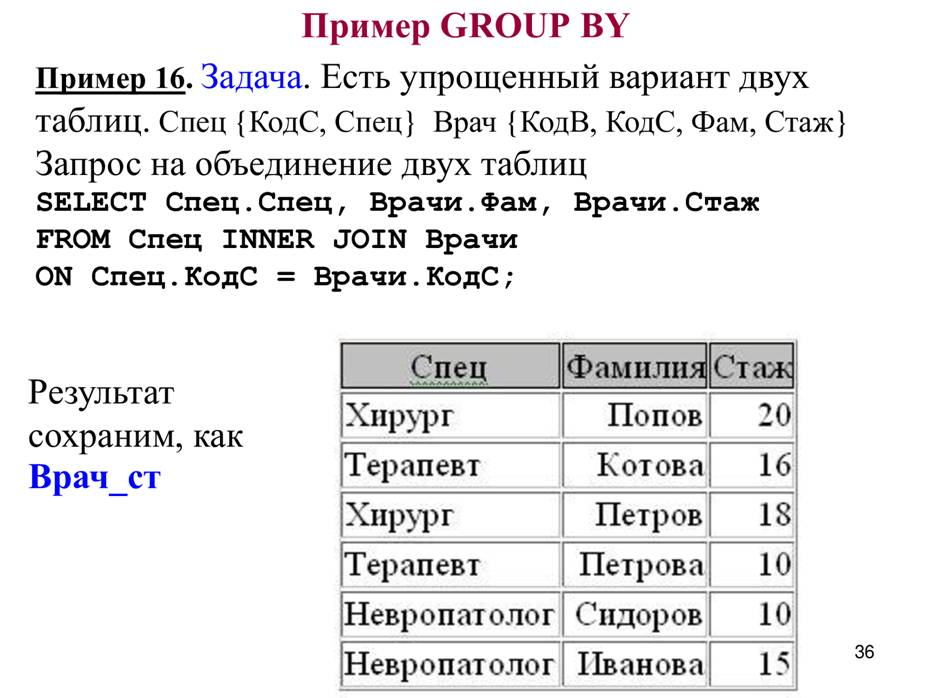 Пример GROUP BY
Пример 16. Задача. Есть упрощенный вариант двух
таблиц. Спец {КодС, Спец} Врач {КодВ, КодС, Фам, Стаж}
Запрос на объединение двух таблиц
SELECT Спец.Спец, Врачи.Фам, Врачи.Стаж
FROM Спец INNER JOIN Врачи
ON Спец.КодС = Врачи.КодС;
Результат
сохраним, как
Врач_ст
Спец Фамилия Стаж
Хирург Попов 20
Терапевт Котова 16
Хирург Петров 18
Терапевт Петрова 10
Невропатолог Сидоров 10
Невропатолог Иванова 15
36